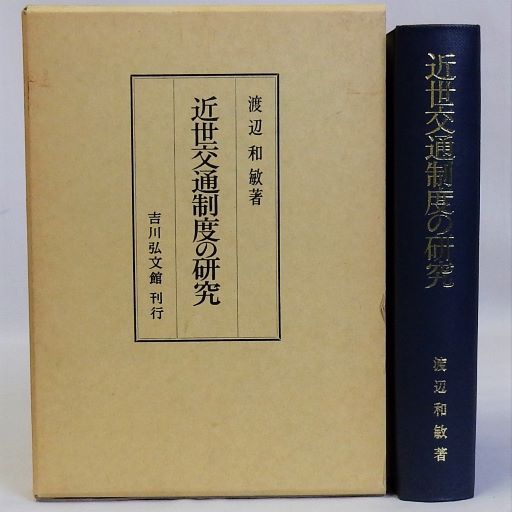 渡辺和敏著
近世交通制度の研究
吉川弘文館 刊行
近世交通制度の研究
渡辺和敏著